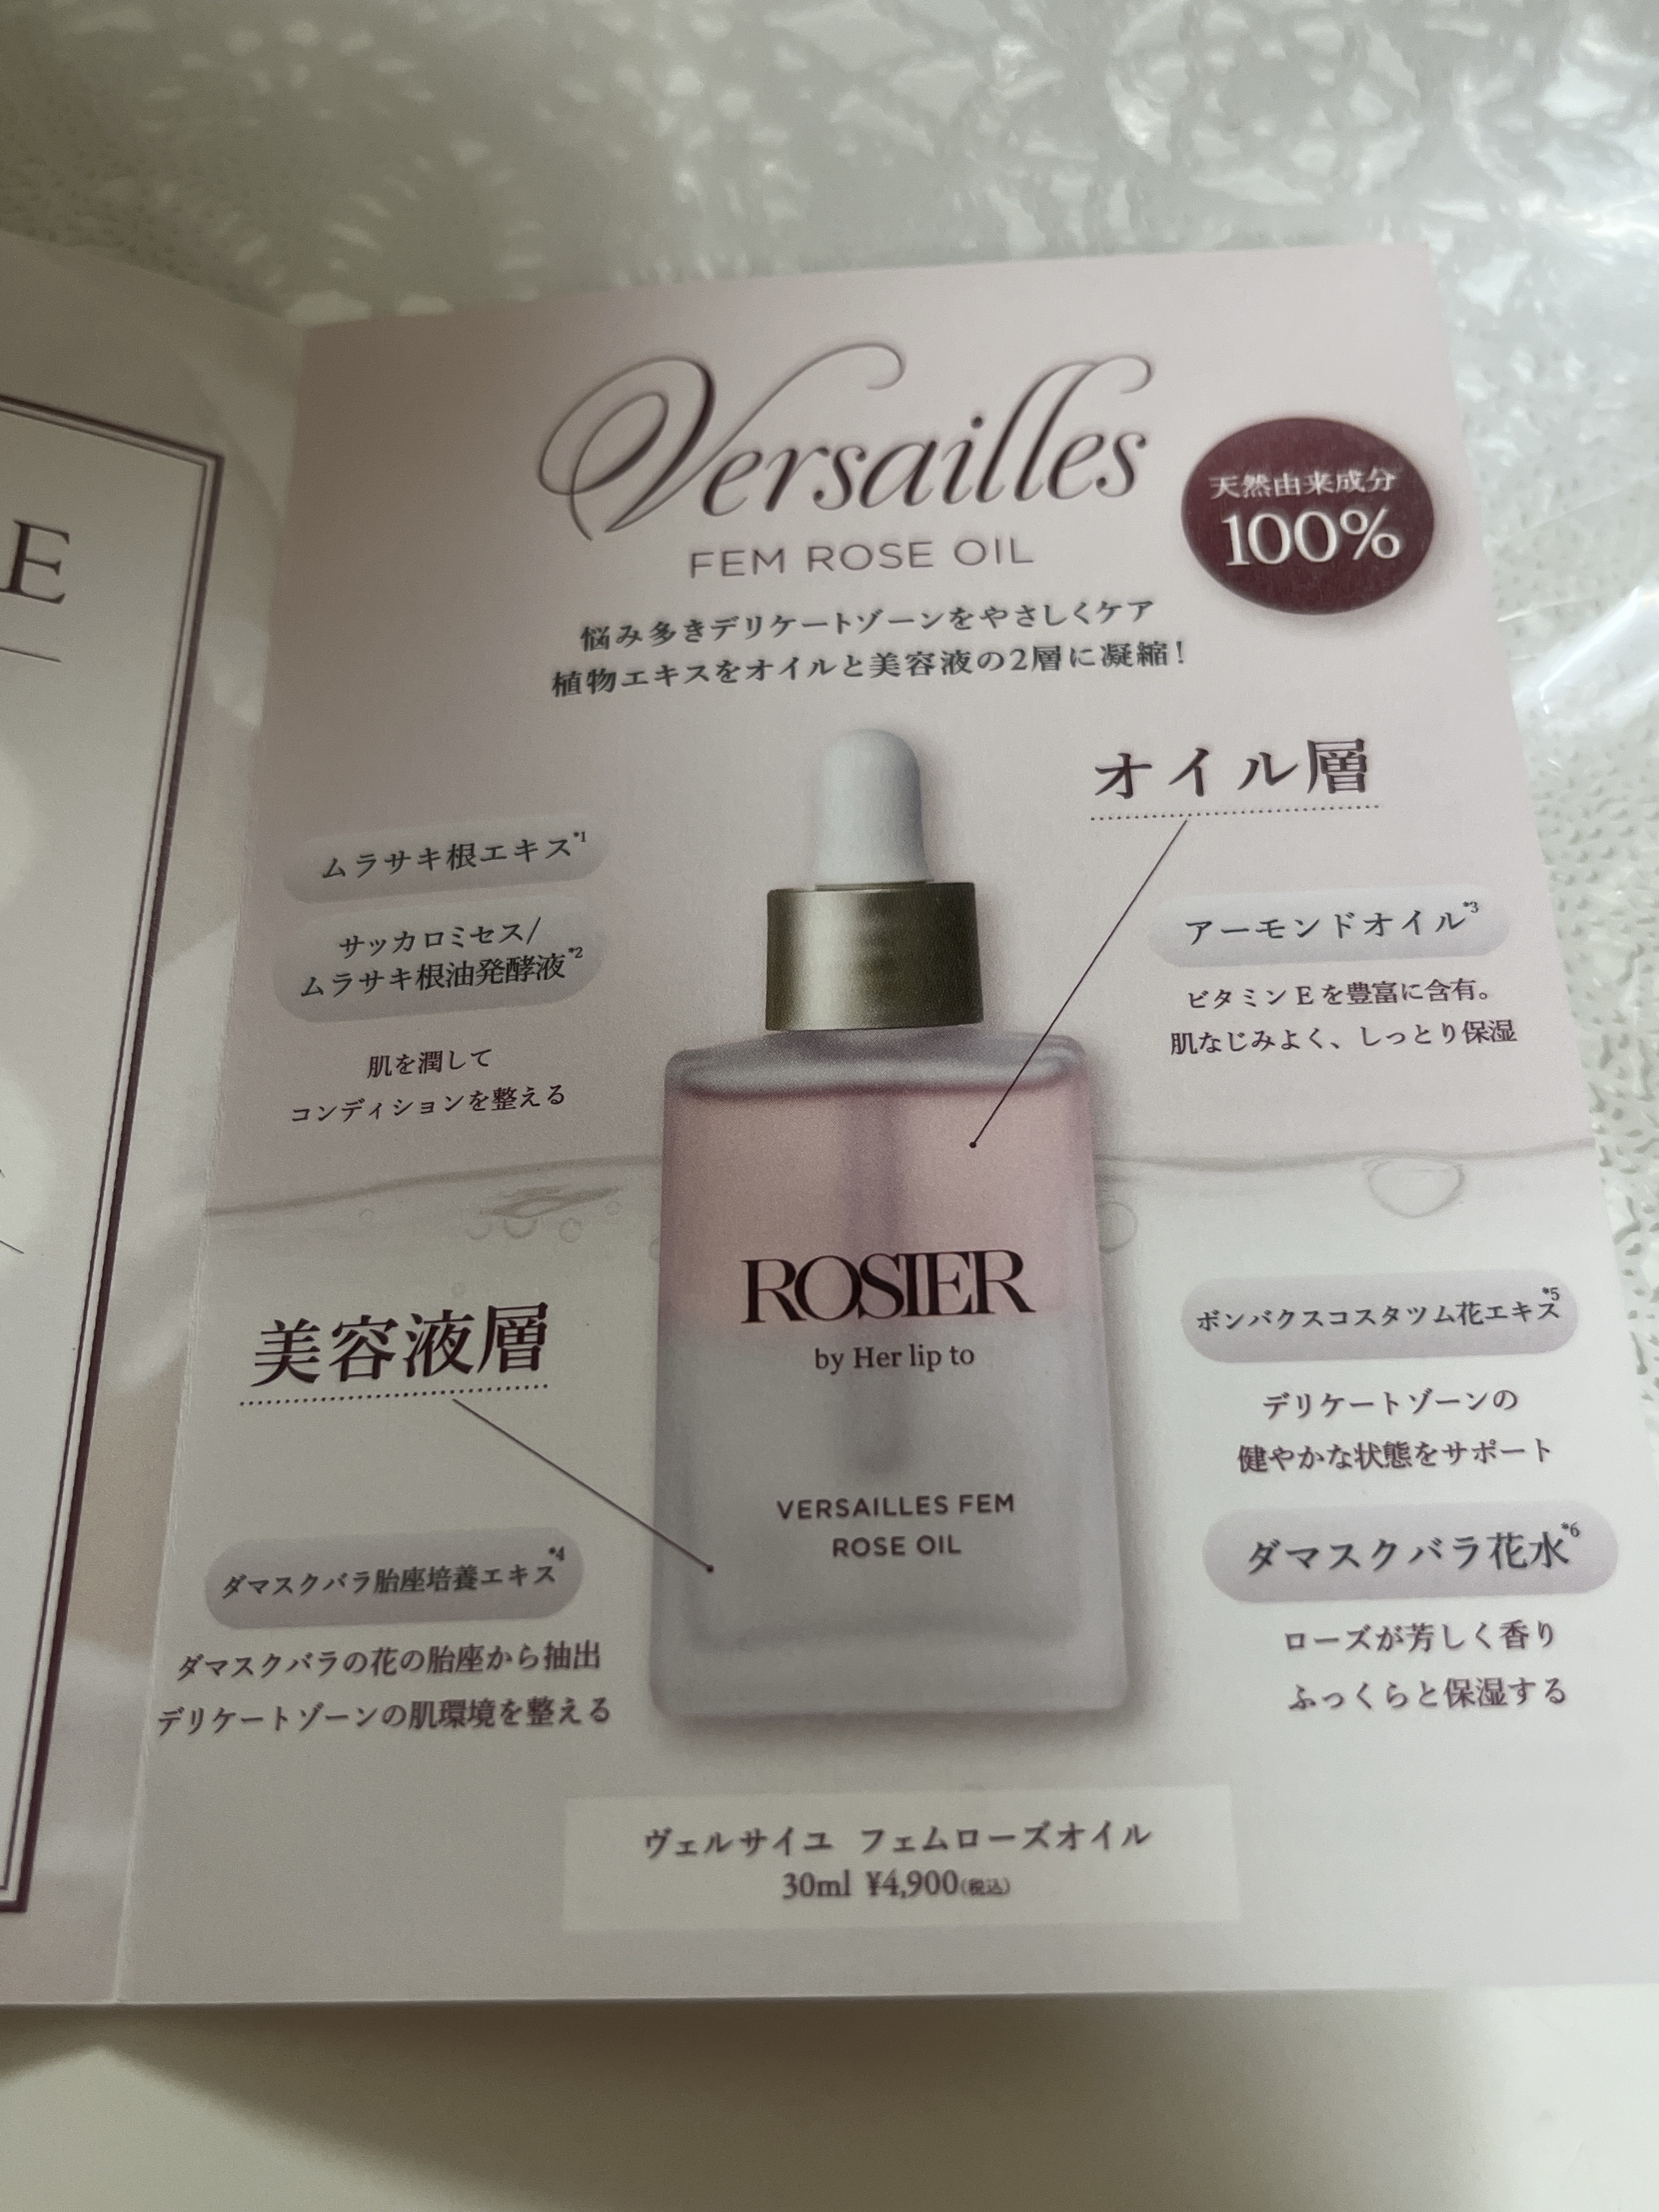 E
Versailles
FEM ROSE OIL
天然由来成分
100%
悩み多きデリケートゾーンをやさしくケア
植物エキスをオイルと美容液の2層に凝縮!
オイル層
ムラサキ根エキス*1
サッカロミセス/
ムラサキ根油発酵液*2
肌を潤して
コンディションを整える
アーモンドオイル*3
ビタミンEを豊富に含有。
肌なじみよく、しっとり保湿
ROSIER
by Her lip to
VERSAILLES FEM
ROSE OIL
美容液層
ダマスクバラ胎座培養エキス*4
ダマスクバラの花の胎座から抽出
デリケートゾーンの肌環境を整える
ボンバクスコスタツム花エキス*5
デリケートゾーンの
健やかな状態をサポート
ダマスクバラ花水*6
ローズが芳しく香り
ふっくらと保湿する
ヴェルサイユ フェムローズオイル
30ml ¥4,900(税込)